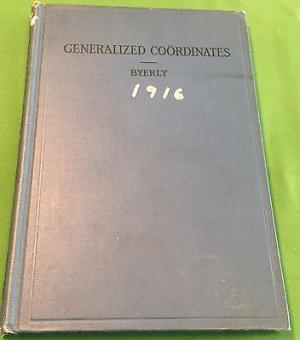 GENERALIZED COÖRDINATES
BYERLY
1916